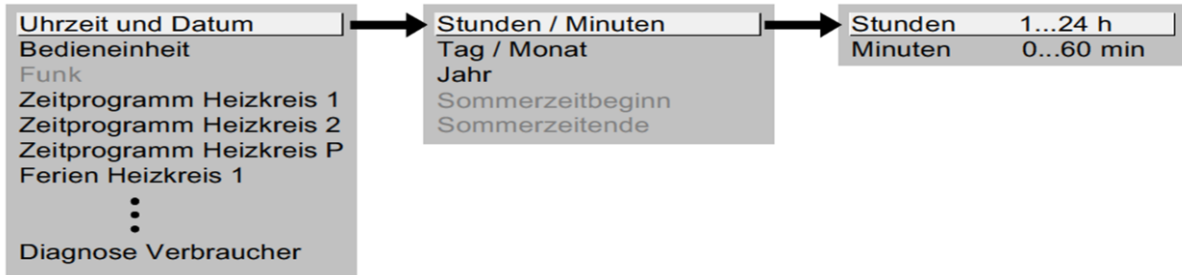 Uhrzeit und Datum
Bedieneinheit
Funk
Zeitprogramm Heizkreis 1
Zeitprogramm Heizkreis 2
Zeitprogramm Heizkreis P
Ferien Heizkreis 1
Diagnose Verbraucher
Stunden / Minuten
Tag / Monat
Jahr
Sommerzeitbeginn
Sommerzeitende
Stunden 1...24 h
Minuten 0...60 min